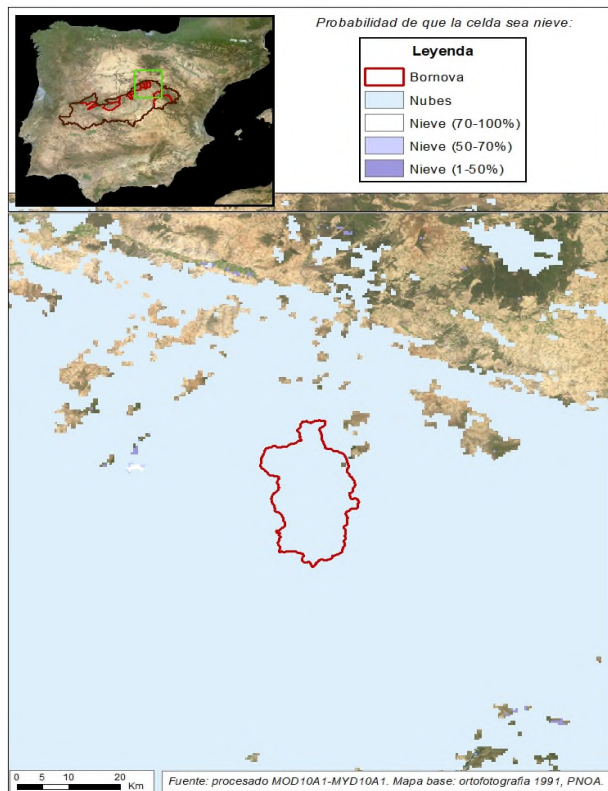 Probabilidad de que la celda sea nieve:
Leyenda
Bornova
Nubes
Nieve (70-100%)
Nieve (50-70%)
Nieve (1-50%)
0 5 10 20
Km
Fuente: procesado MOD10A1-MYD10A1. Mapa base: ortofotografia 1991, PNOA.